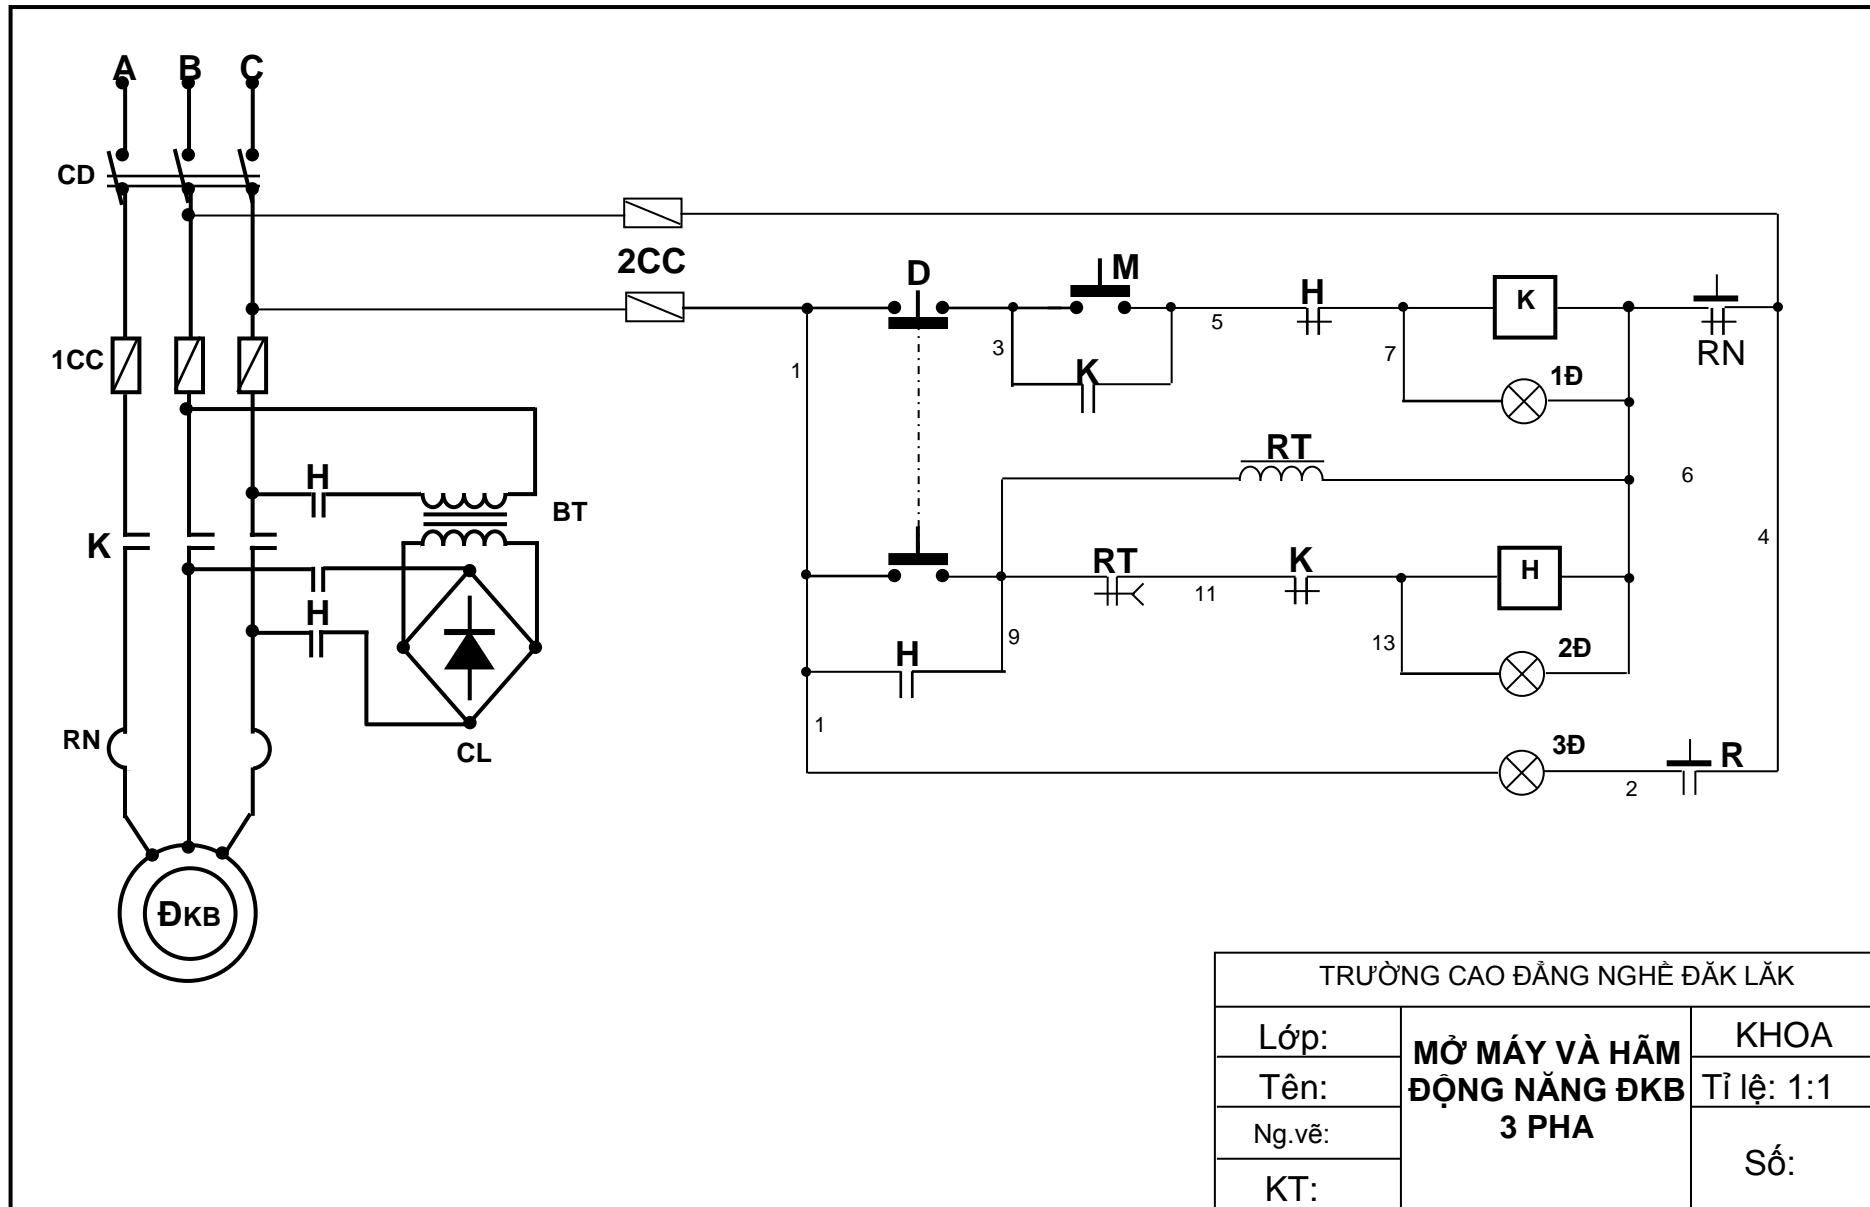 A B C
CD
2CC
D
M
H
K
5
3
7
1
K
RN
1CC
1Đ
H
RT
6
BT
4
K
RT
K
H
11
H
9
13
H
2Đ
1
RN
CL
3Đ
R
2
ĐKB
TRƯỜNG CAO ĐẲNG NGHỀ ĐĂK LĂK
Lớp:
MỞ MÁY VÀ HÃM
ĐỘNG NĂNG ĐKB
3 PHA
KHOA
Tên:
Tỉ lệ: 1:1
Ng.vẽ:
Số:
KT: